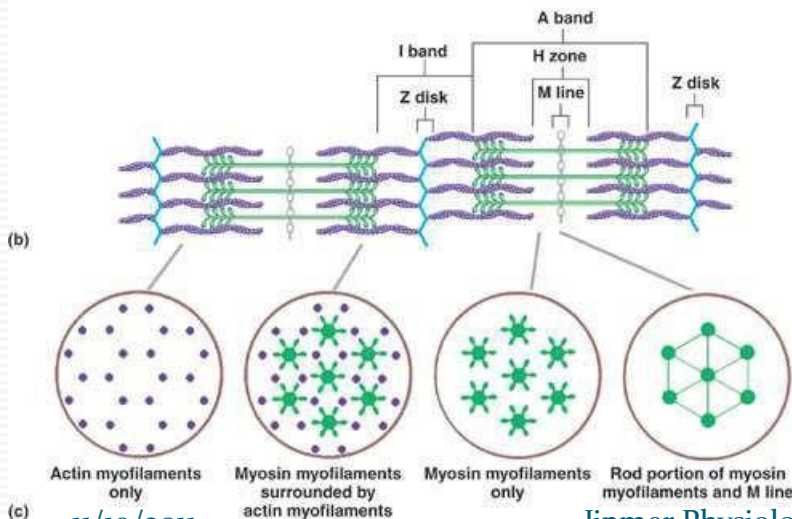 A band
I band
H zone
Z disk
M line
Z disk
(b)
Actin myofilaments
only
Myosin myofilaments
surrounded by
actin myofilaments
Myosin myofilaments
only
Rod portion of myosin
myofilaments and M line
(c)
Jipmer